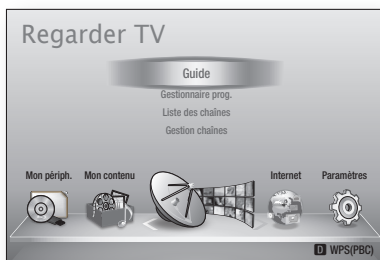 Regarder TV
Guide
Gestionnaire prog.
Liste des chaînes
Gestion chaînes
Mon périph. Mon contenu Internet Paramètres
D WPS(PBC)